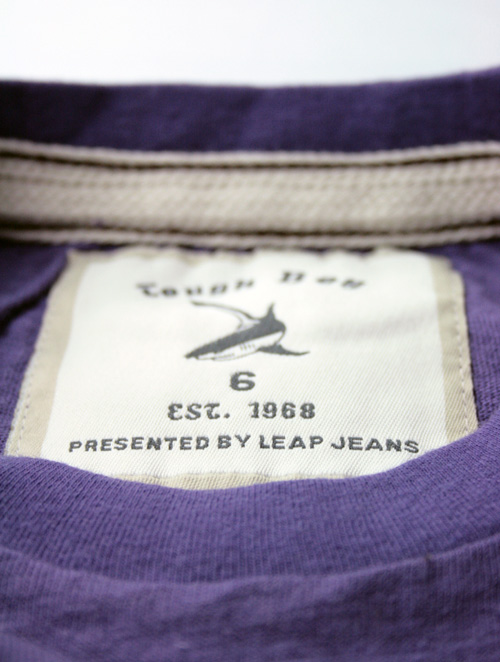 Tough Boy
6
EST. 1968
PRESENTED BY LEAP JEANS